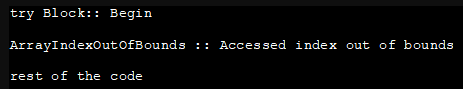 try Block:: Begin
ArrayIndexOutOfBounds :: Accessed index out of bounds
rest of the code